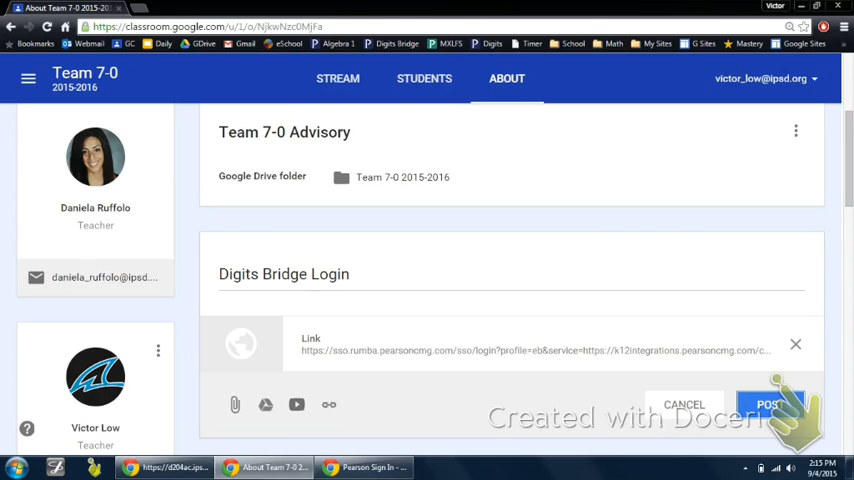 About Team 7-0 2015-20
Victor
https://classroom.google.com/u/1/o/NjkwNzc0MjFa
Bookmarks Webmail GC Daily GDrive Gmail eSchool Algebra 1 Digits Bridge MXLFS Digits Timer School Math My Sites G Sites Mastery Google Sites
Team 7-0
2015-2016
STREAM STUDENTS ABOUT victor_low@ipsd.org
Team 7-0 Advisory
Google Drive folder Team 7-0 2015-2016
Daniela Ruffolo
Teacher
daniela_ruffolo@ipsd....
Digits Bridge Login
Link
https://sso.rumba.pearsoncmg.com/sso/login?profile=eb&service=https://k12integrations.pearsoncmg.com/c...
CANCEL POST
Created with Doceri
Victor Low
Teacher
https://d204ac.ips... About Team 7-0 2... Pearson Sign In - ...
2:15 PM
9/4/2015